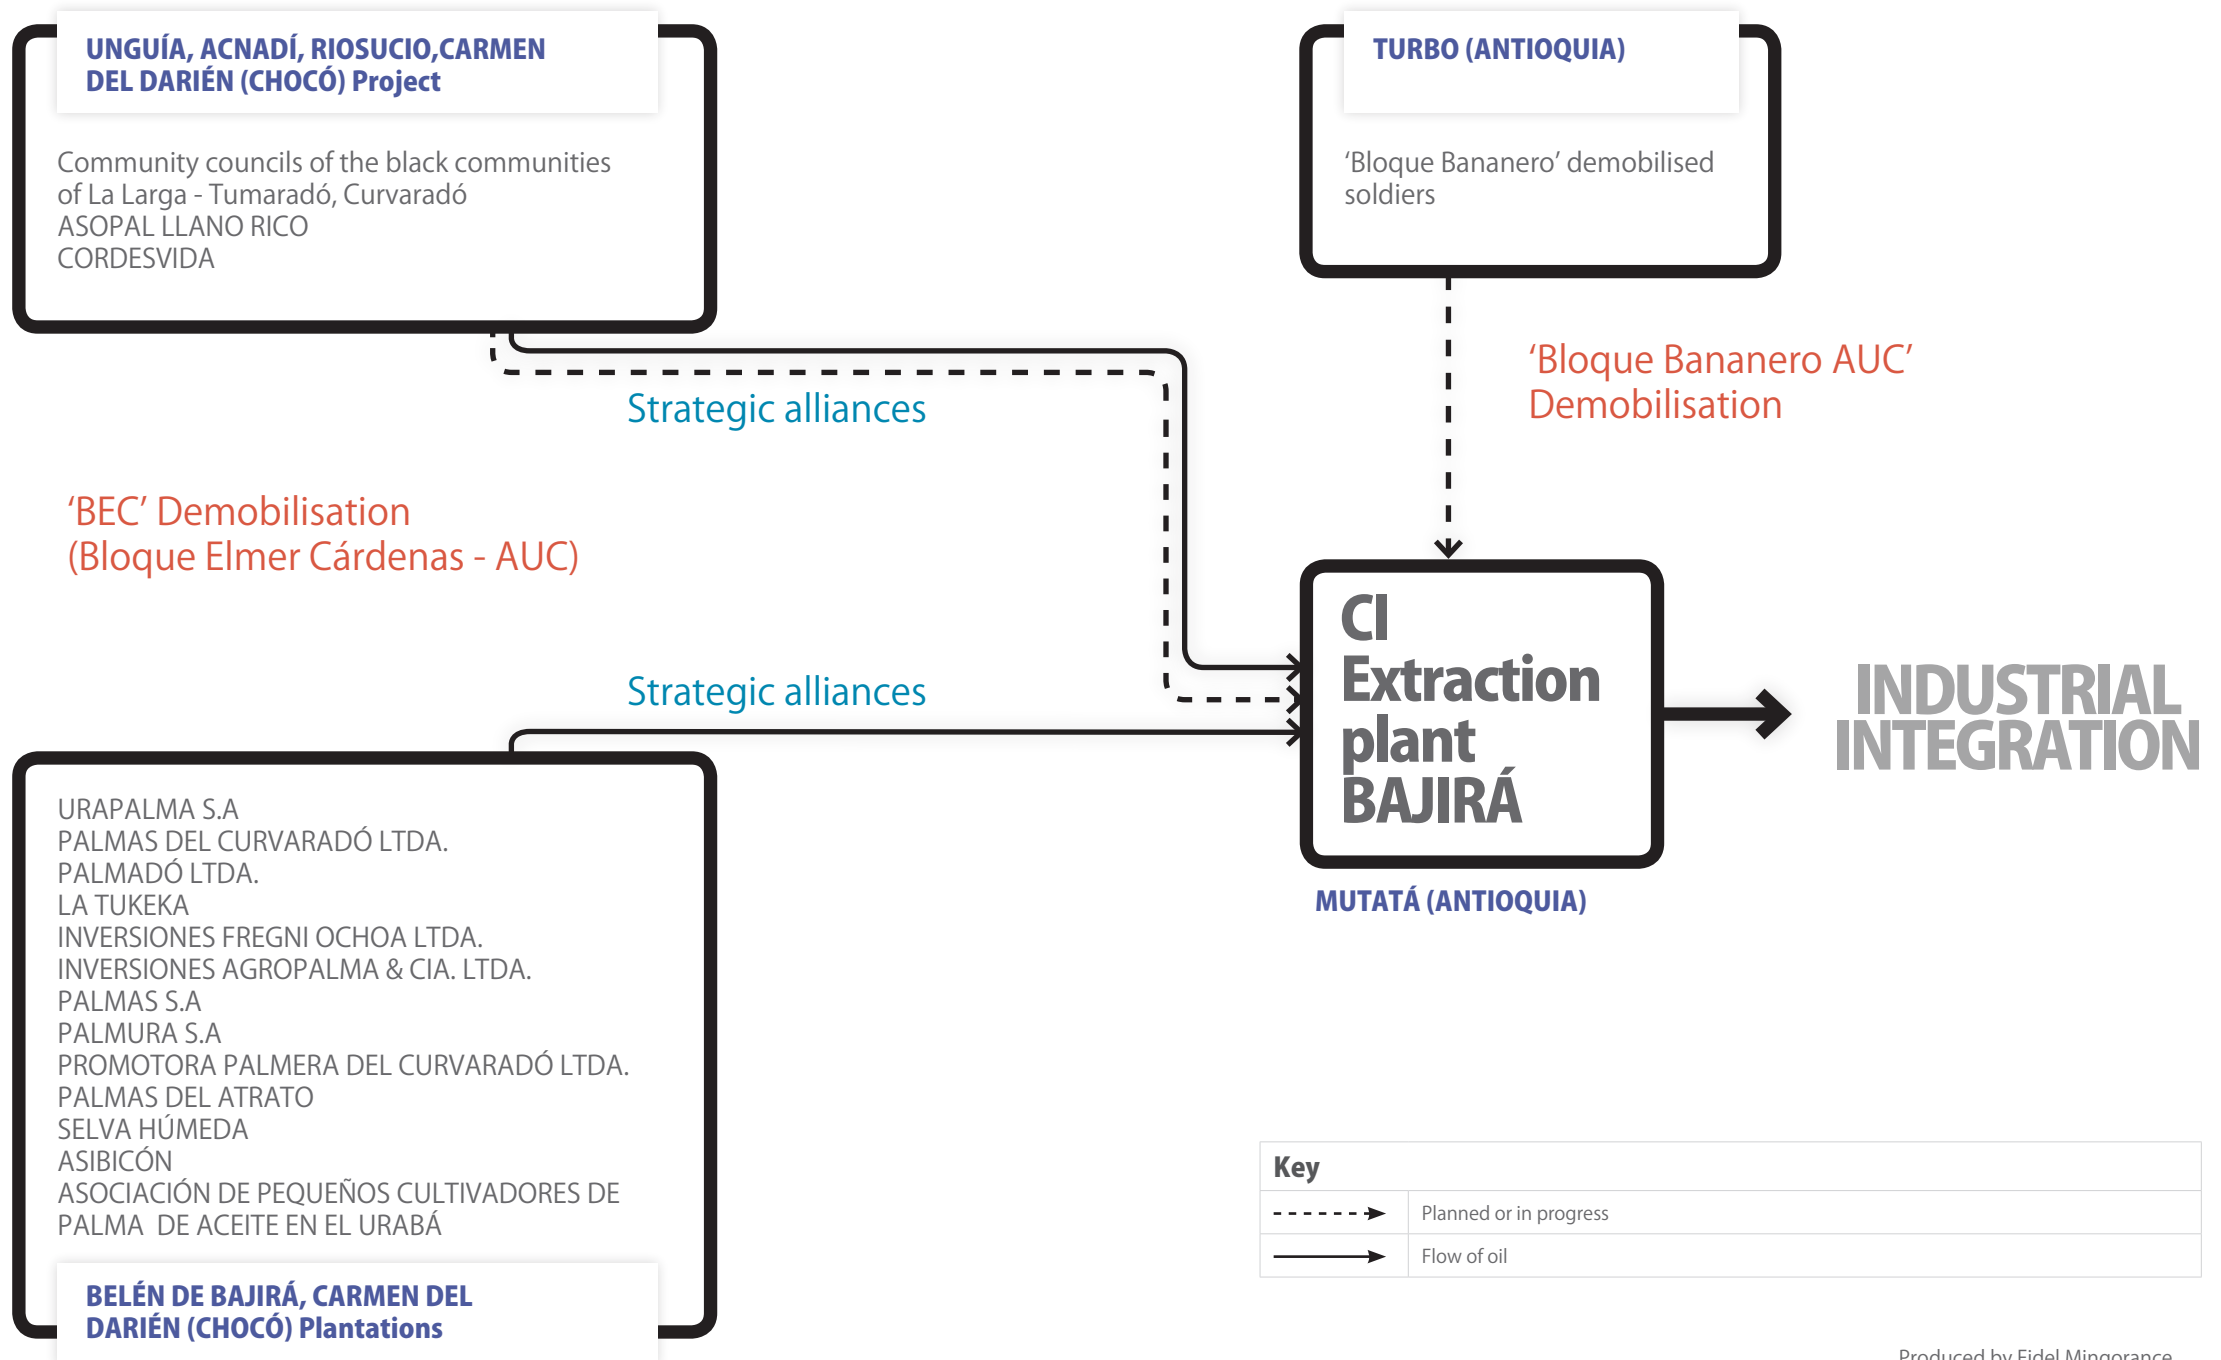 UNGUÍA, ACNADÍ, RIOSUCIO,CARMEN
DEL DARIÉN (CHOCÓ) Project
Community councils of the black communities
of La Larga - Tumaradó, Curvaradó
ASOPAL LLANO RICO
CORDESVIDA
TURBO (ANTIOQUIA)
‘Bloque Bananero’ demobilised
soldiers
Strategic alliances
‘Bloque Bananero AUC’
Demobilisation
‘BEC’ Demobilisation
(Bloque Elmer Cárdenas - AUC)
Strategic alliances
CI
Extraction
plant
BAJIRÁ
MUTATÁ (ANTIOQUIA)
INDUSTRIAL
INTEGRATION
URAPALMA S.A
PALMAS DEL CURVARADÓ LTDA.
PALMADÓ LTDA.
LA TUKEKA
INVERSIONES FREGNI OCHOA LTDA.
INVERSIONES AGROPALMA & CIA. LTDA.
PALMAS S.A
PALMURA S.A
PROMOTORA PALMERA DEL CURVARADÓ LTDA.
PALMAS DEL ATRATO
SELVA HÚMEDA
ASIBICÓN
ASOCIACIÓN DE PEQUEÑOS CULTIVADORES DE
PALMA DE ACEITE EN EL URABÁ
BELÉN DE BAJIRÁ, CARMEN DEL
DARIÉN (CHOCÓ) Plantations
Key
Planned or in progress
Flow of oil
Produced by Fidel Mingorance